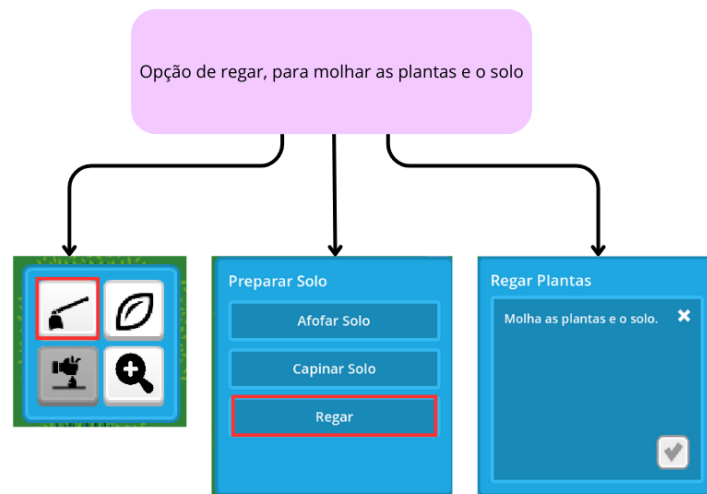 Opção de regar, para molhar as plantas e o solo
Preparar Solo
Afofar Solo
Capinar Solo
Regar
Regar Plantas
Molha as plantas e o solo.